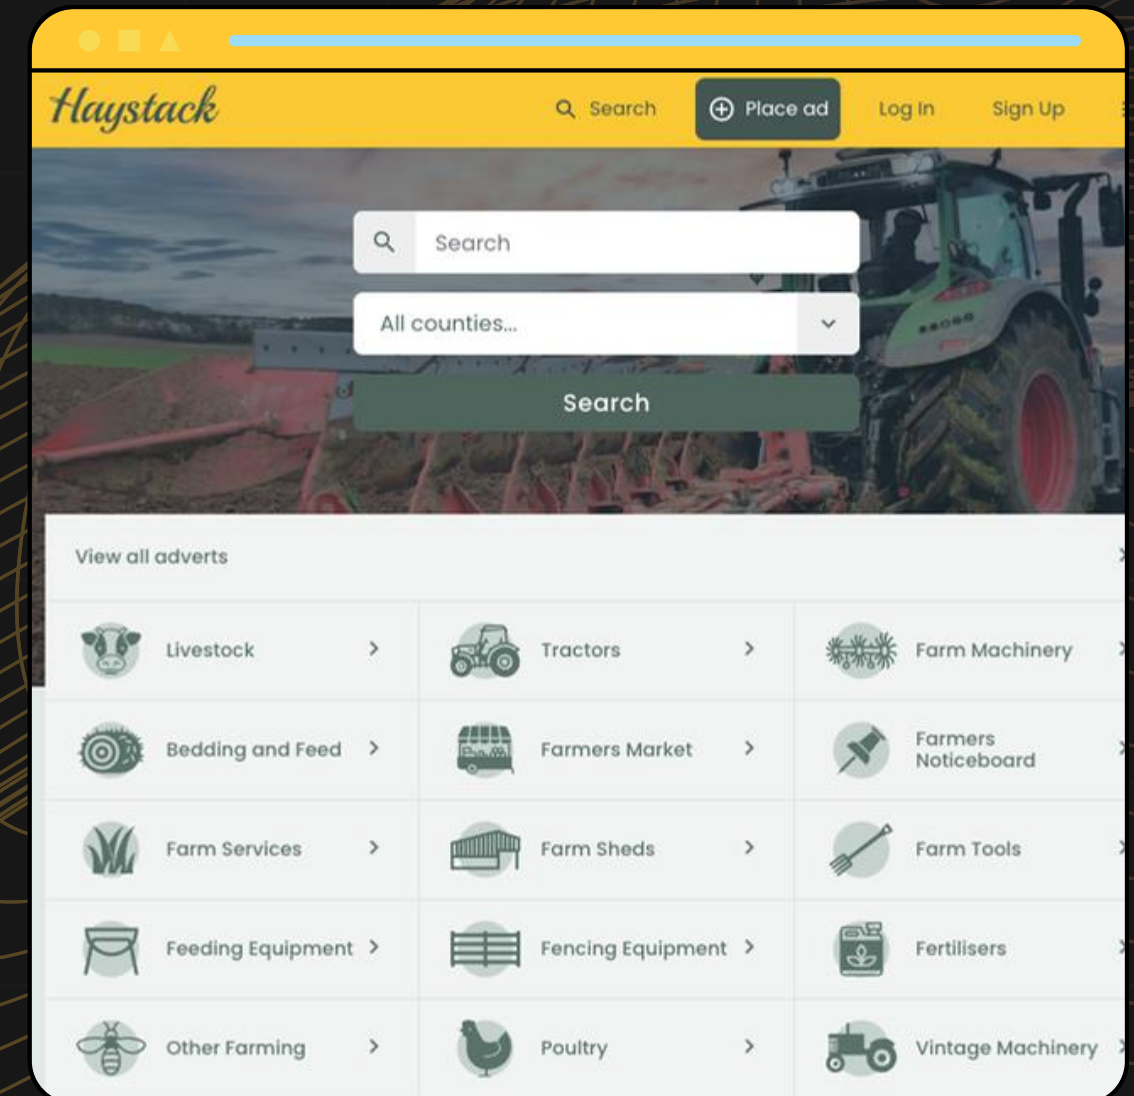 Haystack
Search
Place ad
Log In
Sign Up
Search
All counties...
Search
View all adverts
Livestock
Tractors
Farm Machinery
Bedding and Feed
Farmers Market
Farmers
Noticeboard
Farm Services
Farm Sheds
Farm Tools
Feeding Equipment
Fencing Equipment
Fertilisers
Other Farming
Poultry
Vintage Machinery